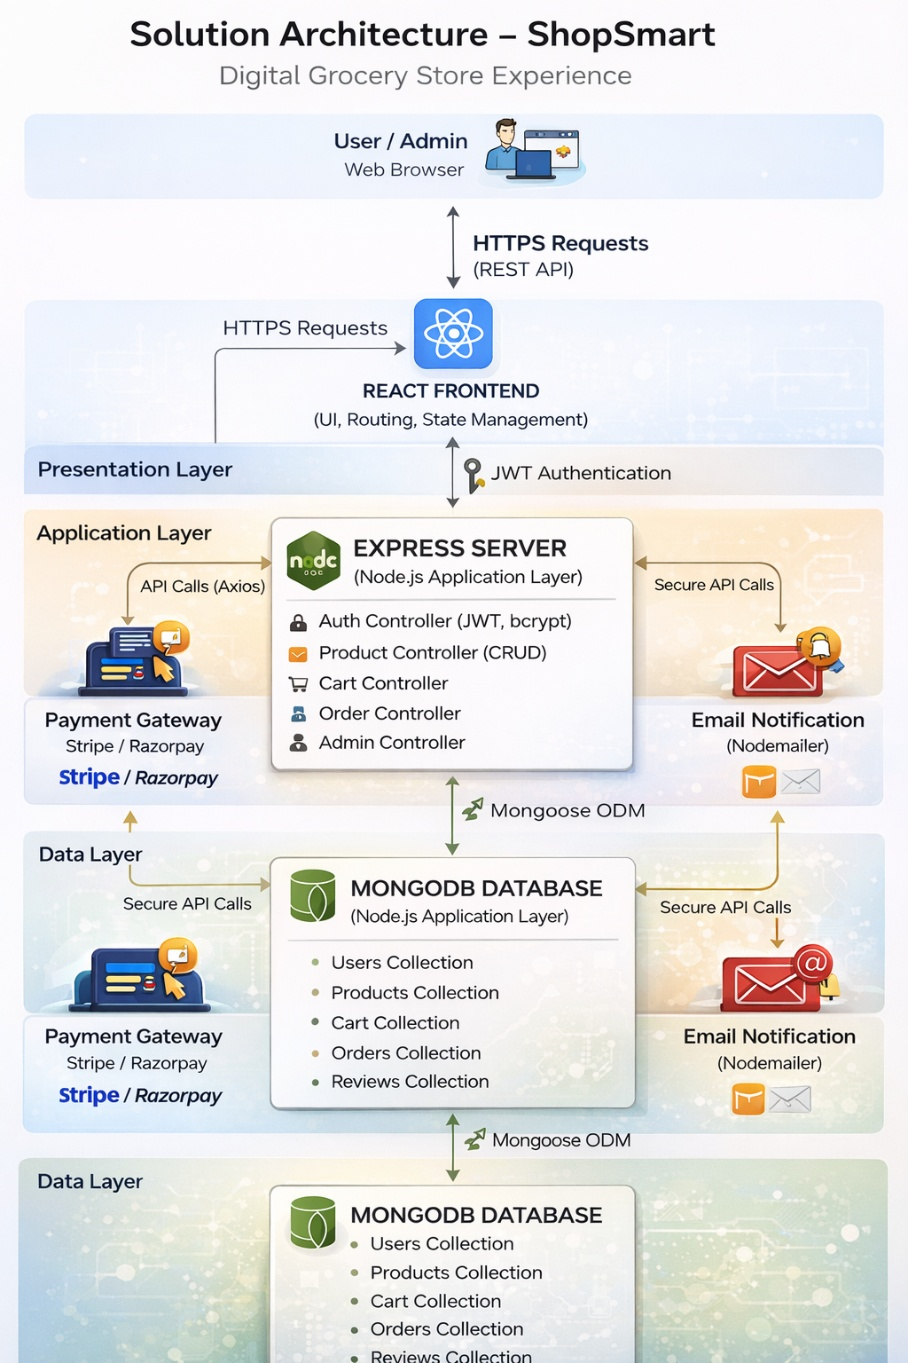 Solution Architecture – ShopSmart
Digital Grocery Store Experience
User / Admin
Web Browser
HTTPS Requests
(REST API)
HTTPS Requests
REACT FRONTEND
(UI, Routing, State Management)
Presentation Layer
JWT Authentication
Application Layer
EXPRESS SERVER
(Node.js Application Layer)
API Calls (Axios)
Secure API Calls
Auth Controller (JWT, bcrypt)
Product Controller (CRUD)
Cart Controller
Order Controller
Admin Controller
Payment Gateway
Stripe / Razorpay
Stripe / Razorpay
Email Notification
(Nodemailer)
Mongoose ODM
Data Layer
MONGODB DATABASE
(Node.js Application Layer)
Secure API Calls
Secure API Calls
Users Collection
Products Collection
Cart Collection
Orders Collection
Reviews Collection
@
Payment Gateway
Stripe / Razorpay
Stripe / Razorpay
Email Notification
(Nodemailer)
Mongoose ODM
Data Layer
MONGODB DATABASE
Users Collection
Products Collection
Cart Collection
Orders Collection
Reviews Collection